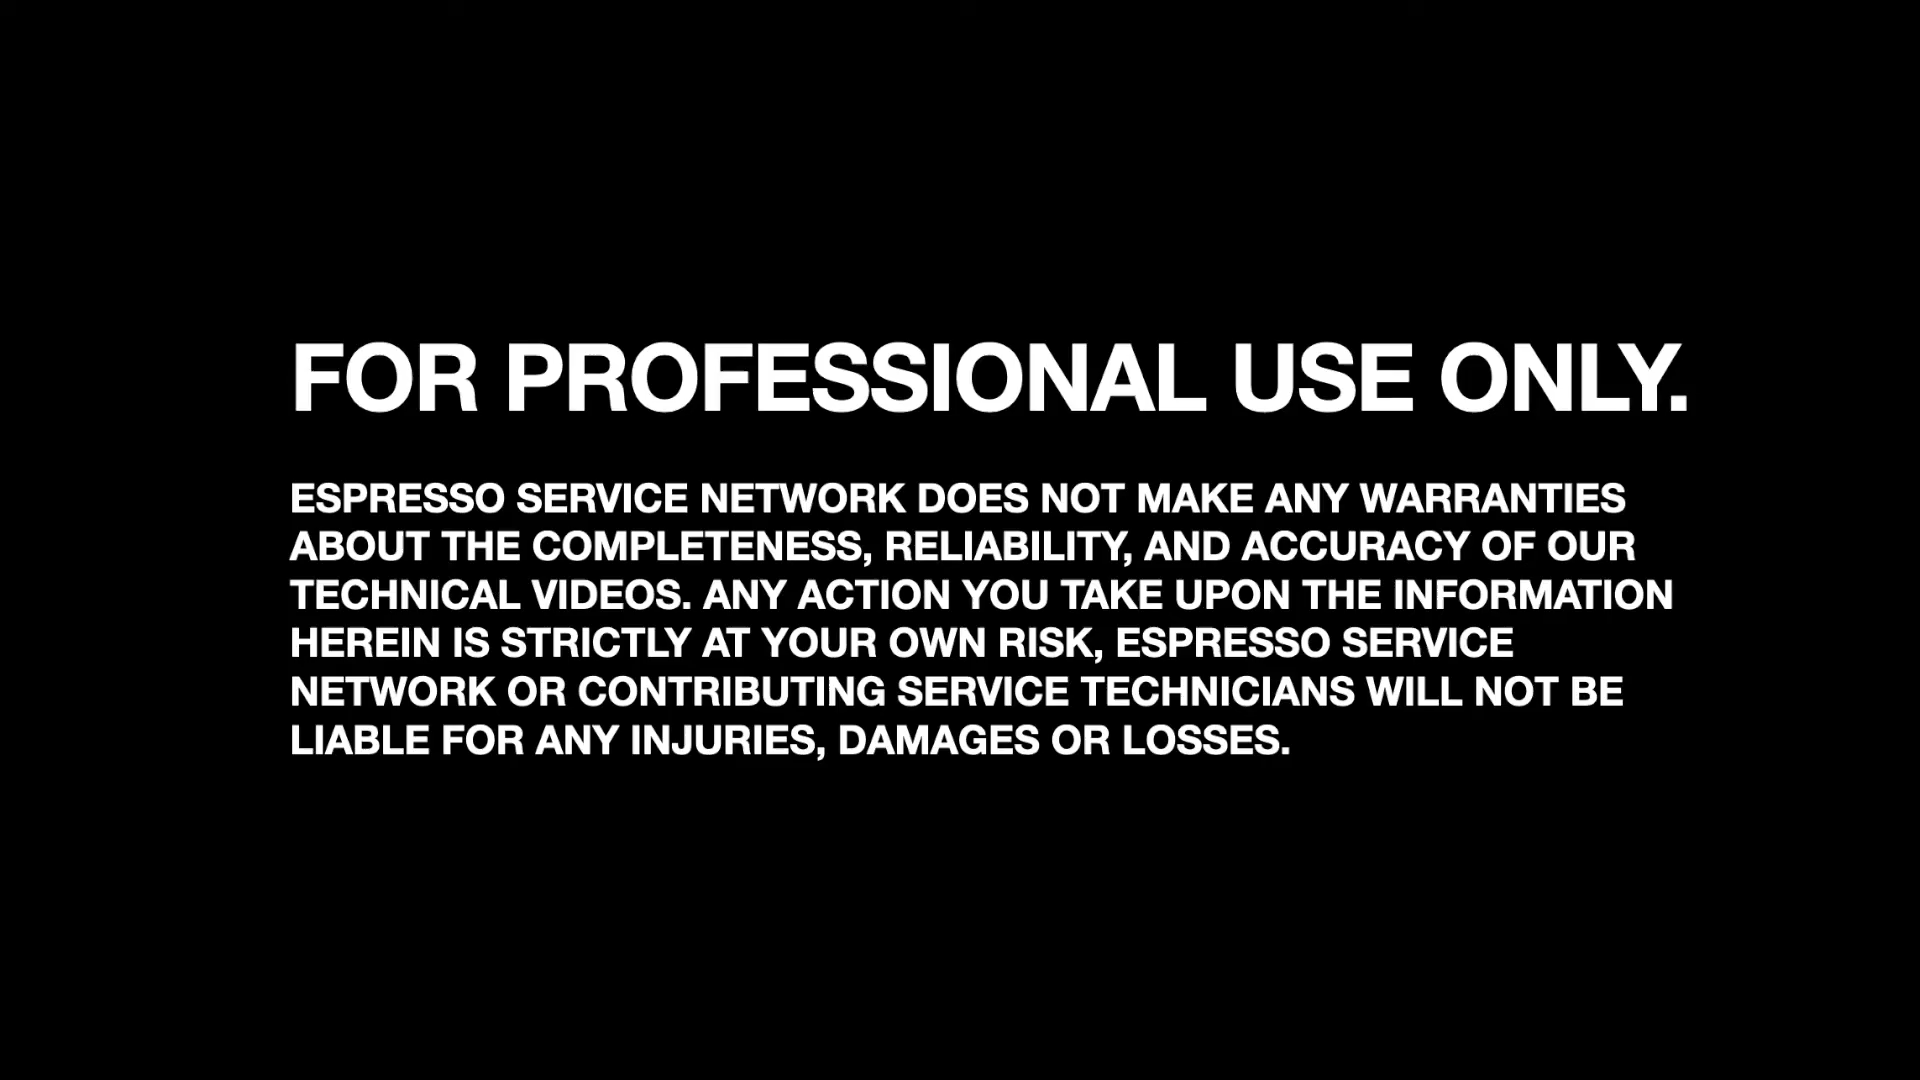 FOR PROFESSIONAL USE ONLY.
ESPRESSO SERVICE NETWORK DOES NOT MAKE ANY WARRANTIES
ABOUT THE COMPLETENESS, RELIABILITY, AND ACCURACY OF OUR
TECHNICAL VIDEOS. ANY ACTION YOU TAKE UPON THE INFORMATION
HEREIN IS STRICTLY AT YOUR OWN RISK, ESPRESSO SERVICE
NETWORK OR CONTRIBUTING SERVICE TECHNICIANS WILL NOT BE
LIABLE FOR ANY INJURIES, DAMAGES OR LOSSES.